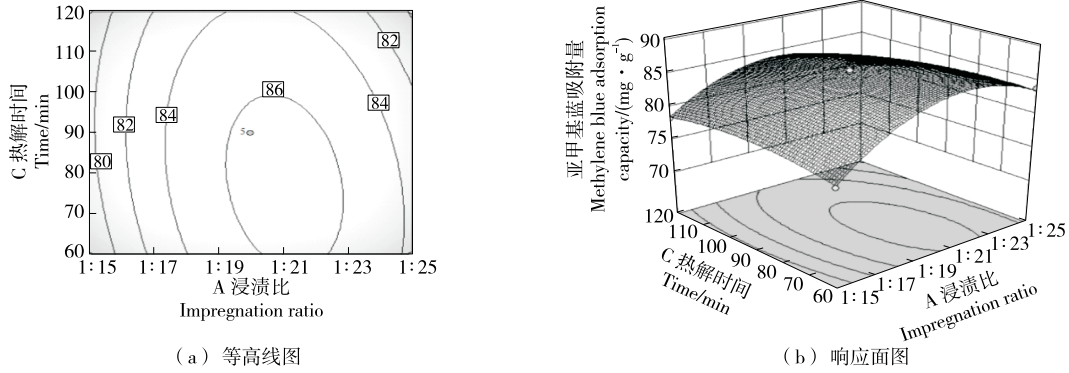 120
110
100
90
80
70
60
C 热解时间
Time/min
82
86
84
84
82
80
5
1:15
1:17
1:19
1:21
1:23
1:25
A 浸渍比
Impregnation ratio
(a) 等高线图
亚甲基蓝吸附量
Methylene blue adsorption
capacity/(mg·g⁻¹)
90
85
80
75
70
120
110
100
90
80
70
60
C 热解时间
Time/min
1:15
1:17
1:19
1:21
1:23
1:25
A 浸渍比
Impregnation ratio
(b) 响应面图